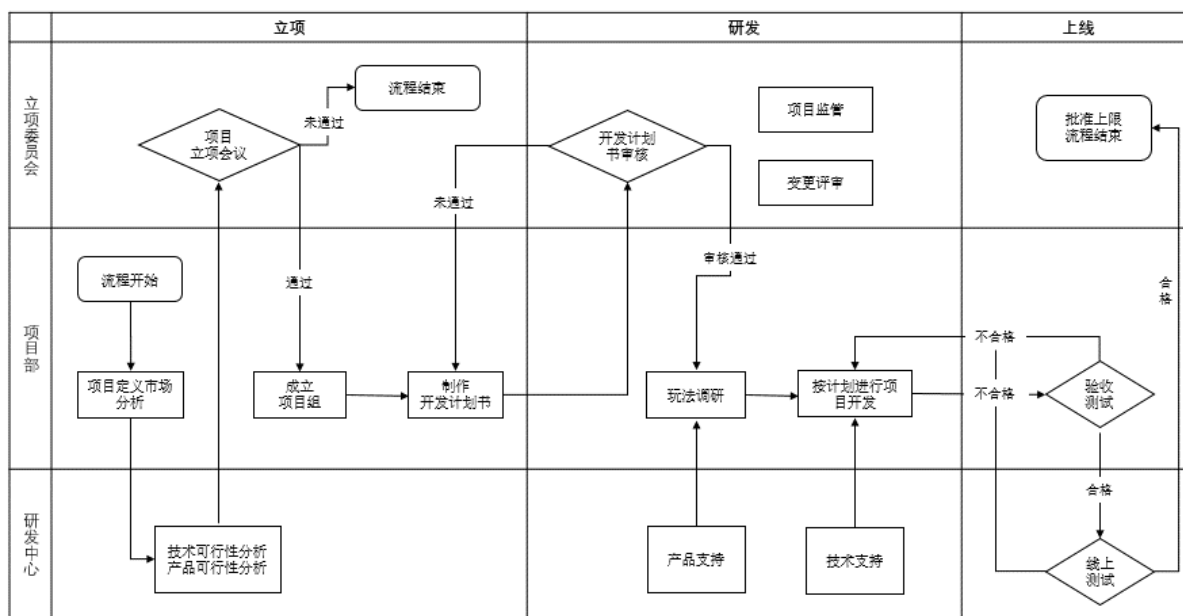 立项
研发
上线
立项委员会
流程结束
未通过
项目
立项会议
开发计划
书审核
项目监管
变更评审
批准上限
流程结束
未通过
审核通过
项目部
流程开始
通过
合格
不合格
项目定义市场
分析
成立
项目组
制作
开发计划书
玩法调研
按计划进行项
目开发
不合格
验收
测试
合格
研发中心
技术可行性分析
产品可行性分析
产品支持
技术支持
线上
测试